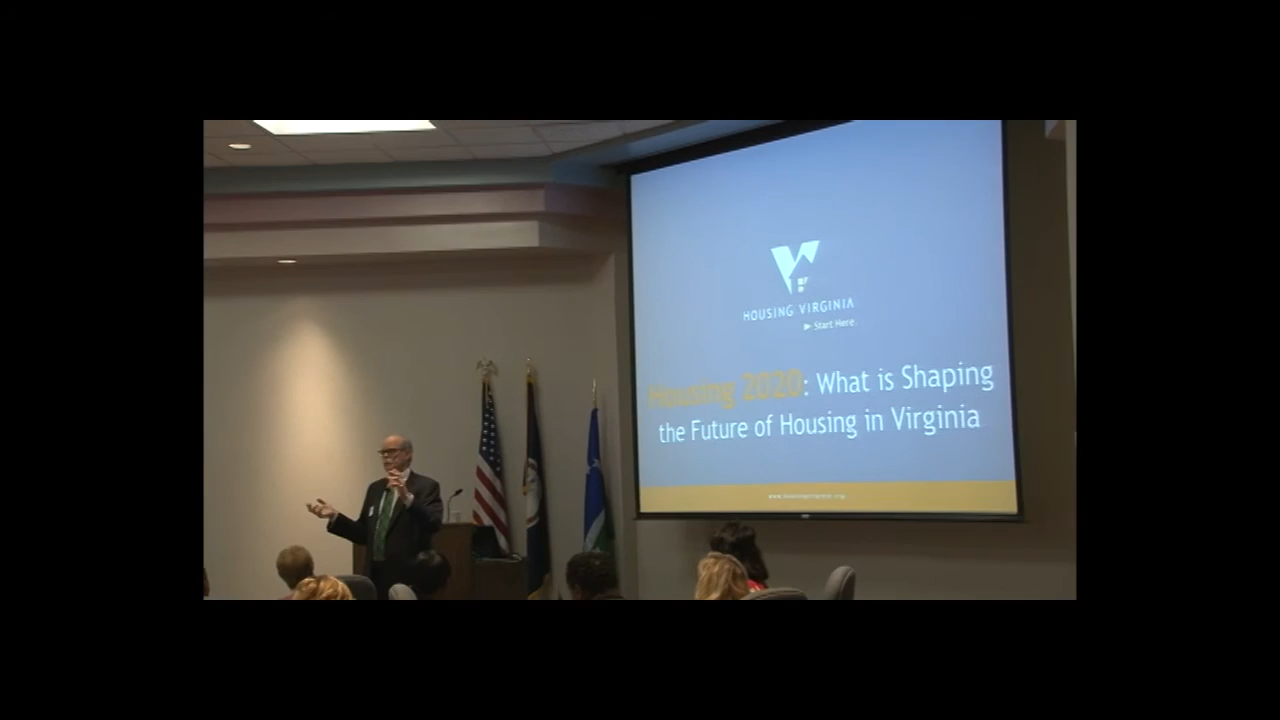 HOUSING VIRGINIA
Start Here.
Housing 2020: What is Shaping
the Future of Housing in Virginia